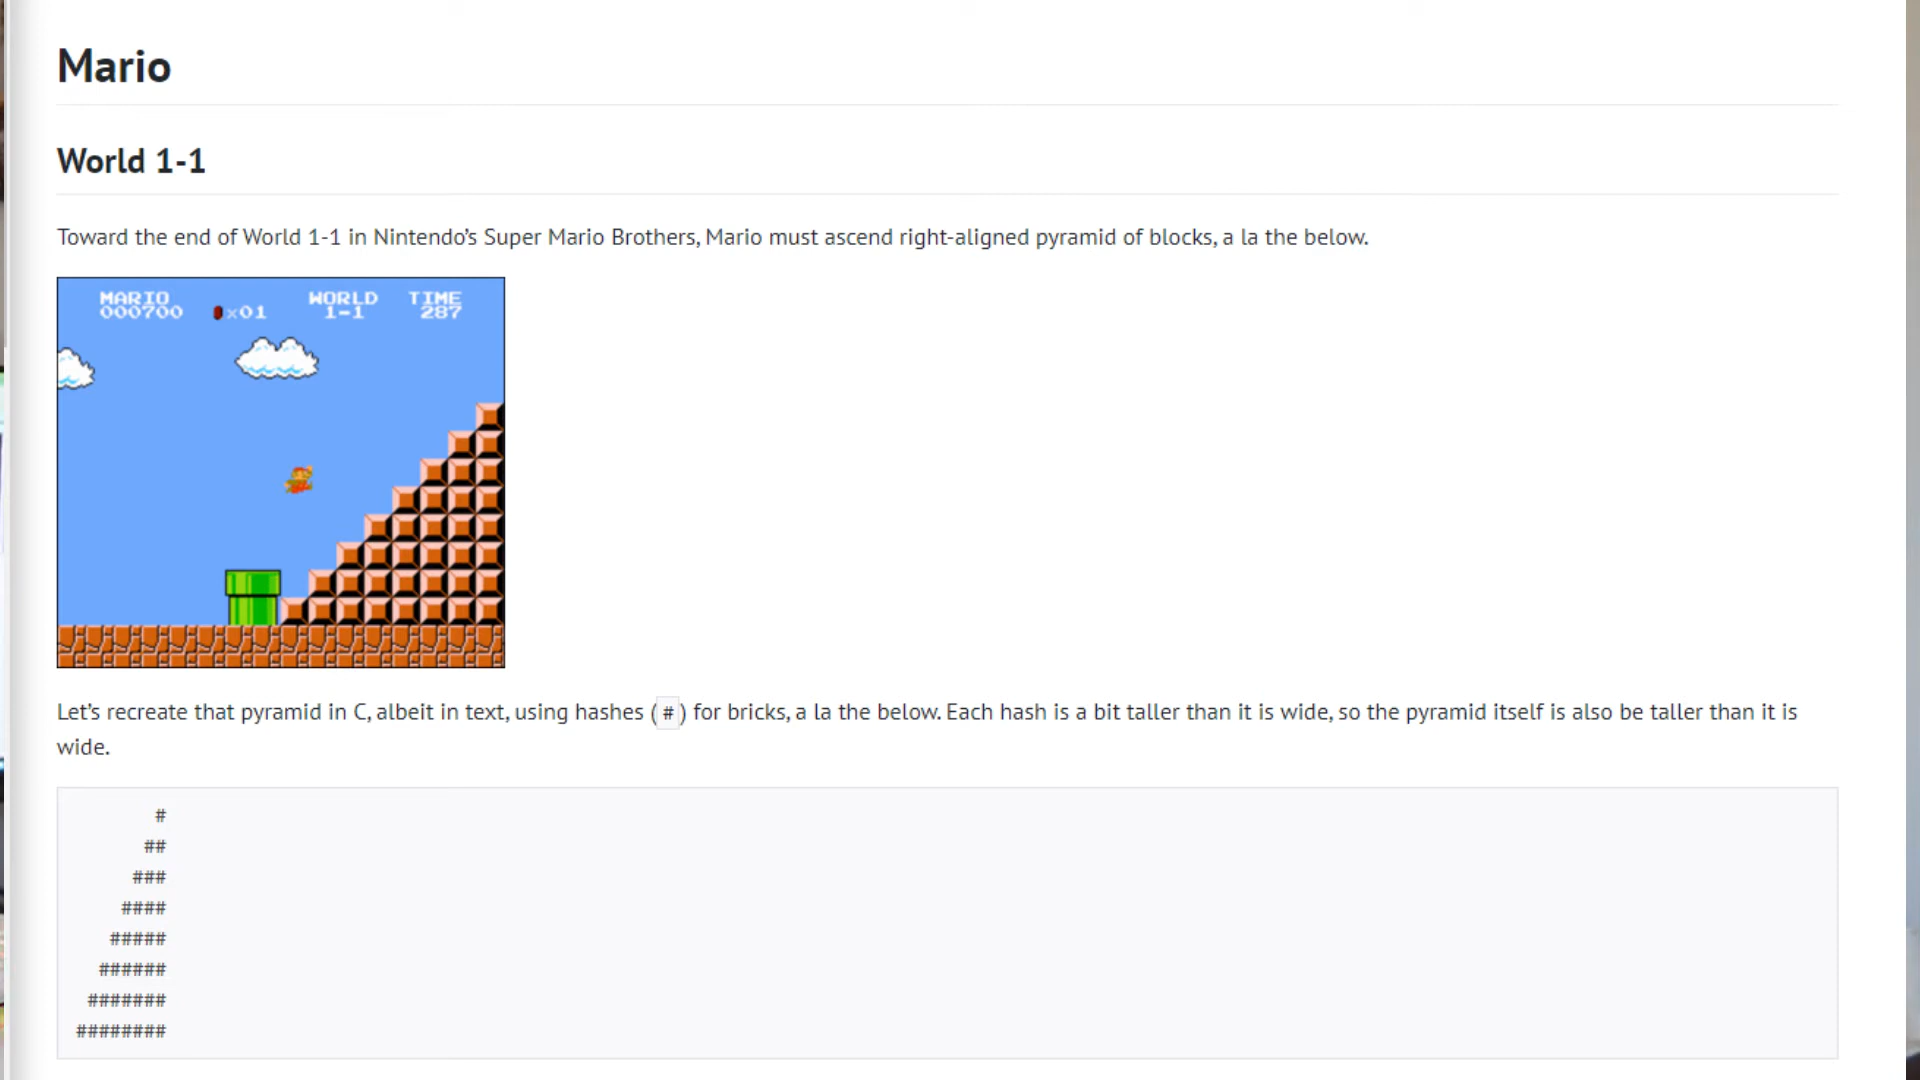 Mario
World 1-1
Toward the end of World 1-1 in Nintendo’s Super Mario Brothers, Mario must ascend right-aligned pyramid of blocks, a la the below.
MARIO WORLD TIME
000700 ×01 1-1 287
Let’s recreate that pyramid in C, albeit in text, using hashes (#) for bricks, a la the below. Each hash is a bit taller than it is wide, so the pyramid itself is also be taller than it is
wide.
       #
      ##
     ###
    ####
   #####
  ######
 #######
########